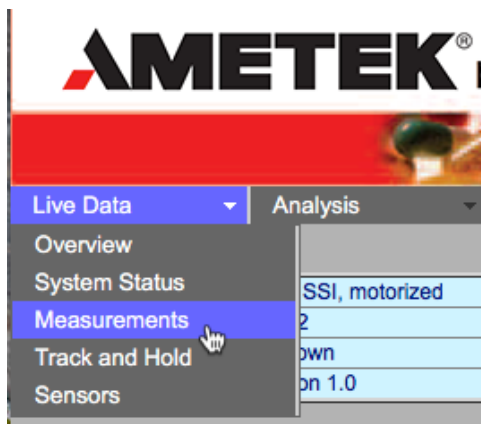 AMETEK®
Live Data
Analysis
Overview
System Status
SSI, motorized
Measurements
2
Track and Hold
own
Sensors
on 1.0